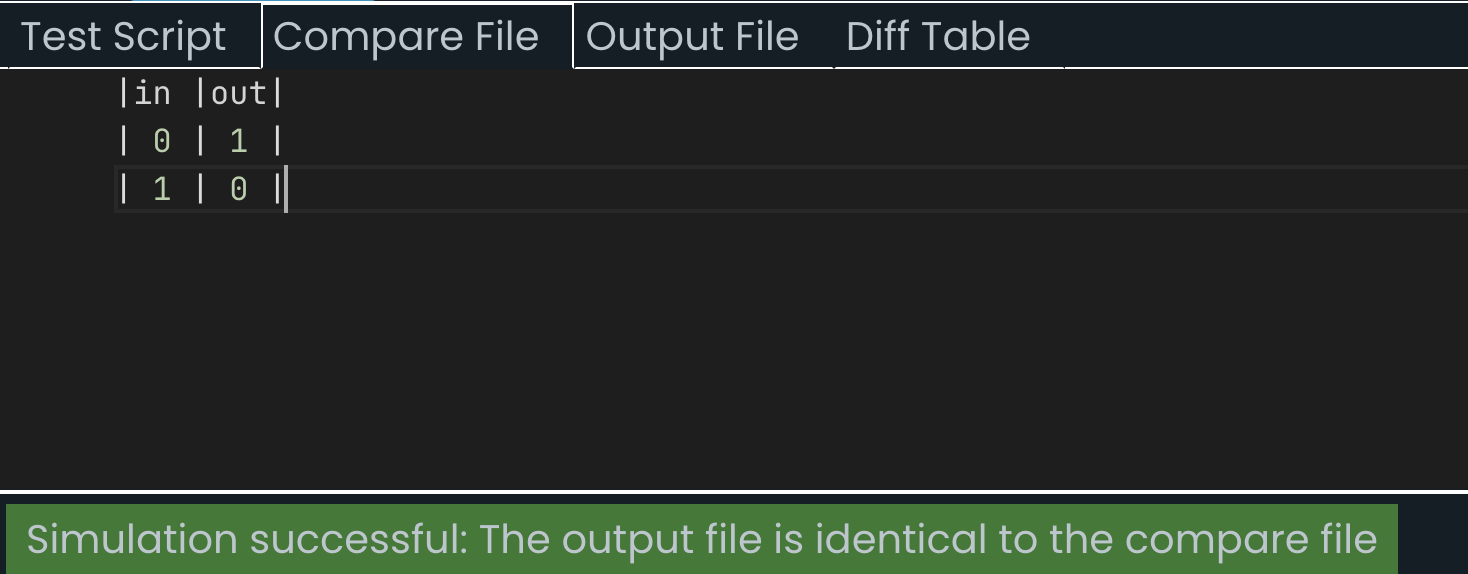 Test Script Compare File Output File Diff Table
|in |out|
| 0 | 1 |
| 1 | 0 |
Simulation successful: The output file is identical to the compare file